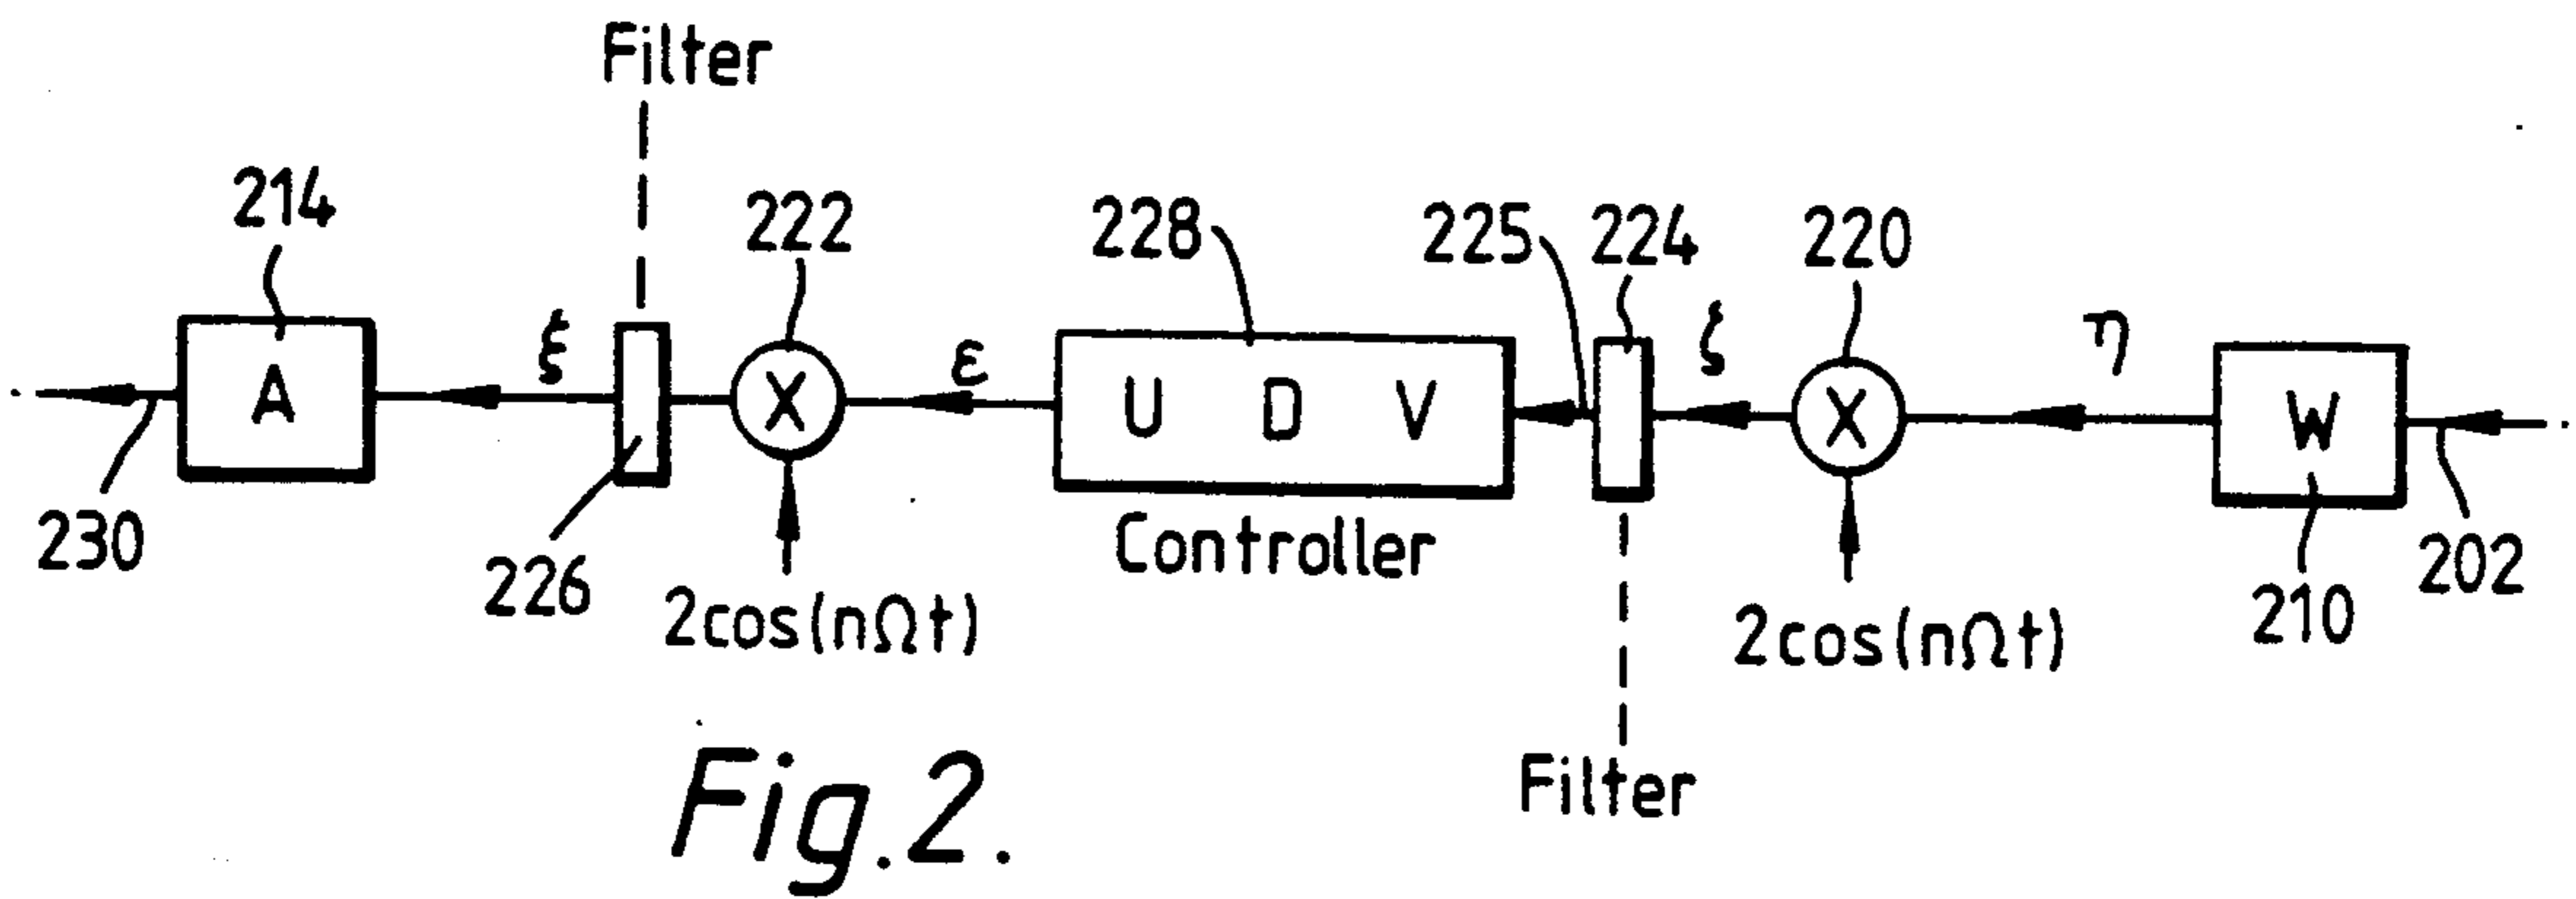 Filter
214
222
228
225
224
220
ξ
ε
ζ
η
A
X
U D V
X
W
230
226
2cos(nΩt)
Controller
2cos(nΩt)
210
202
Filter
Fig.2.